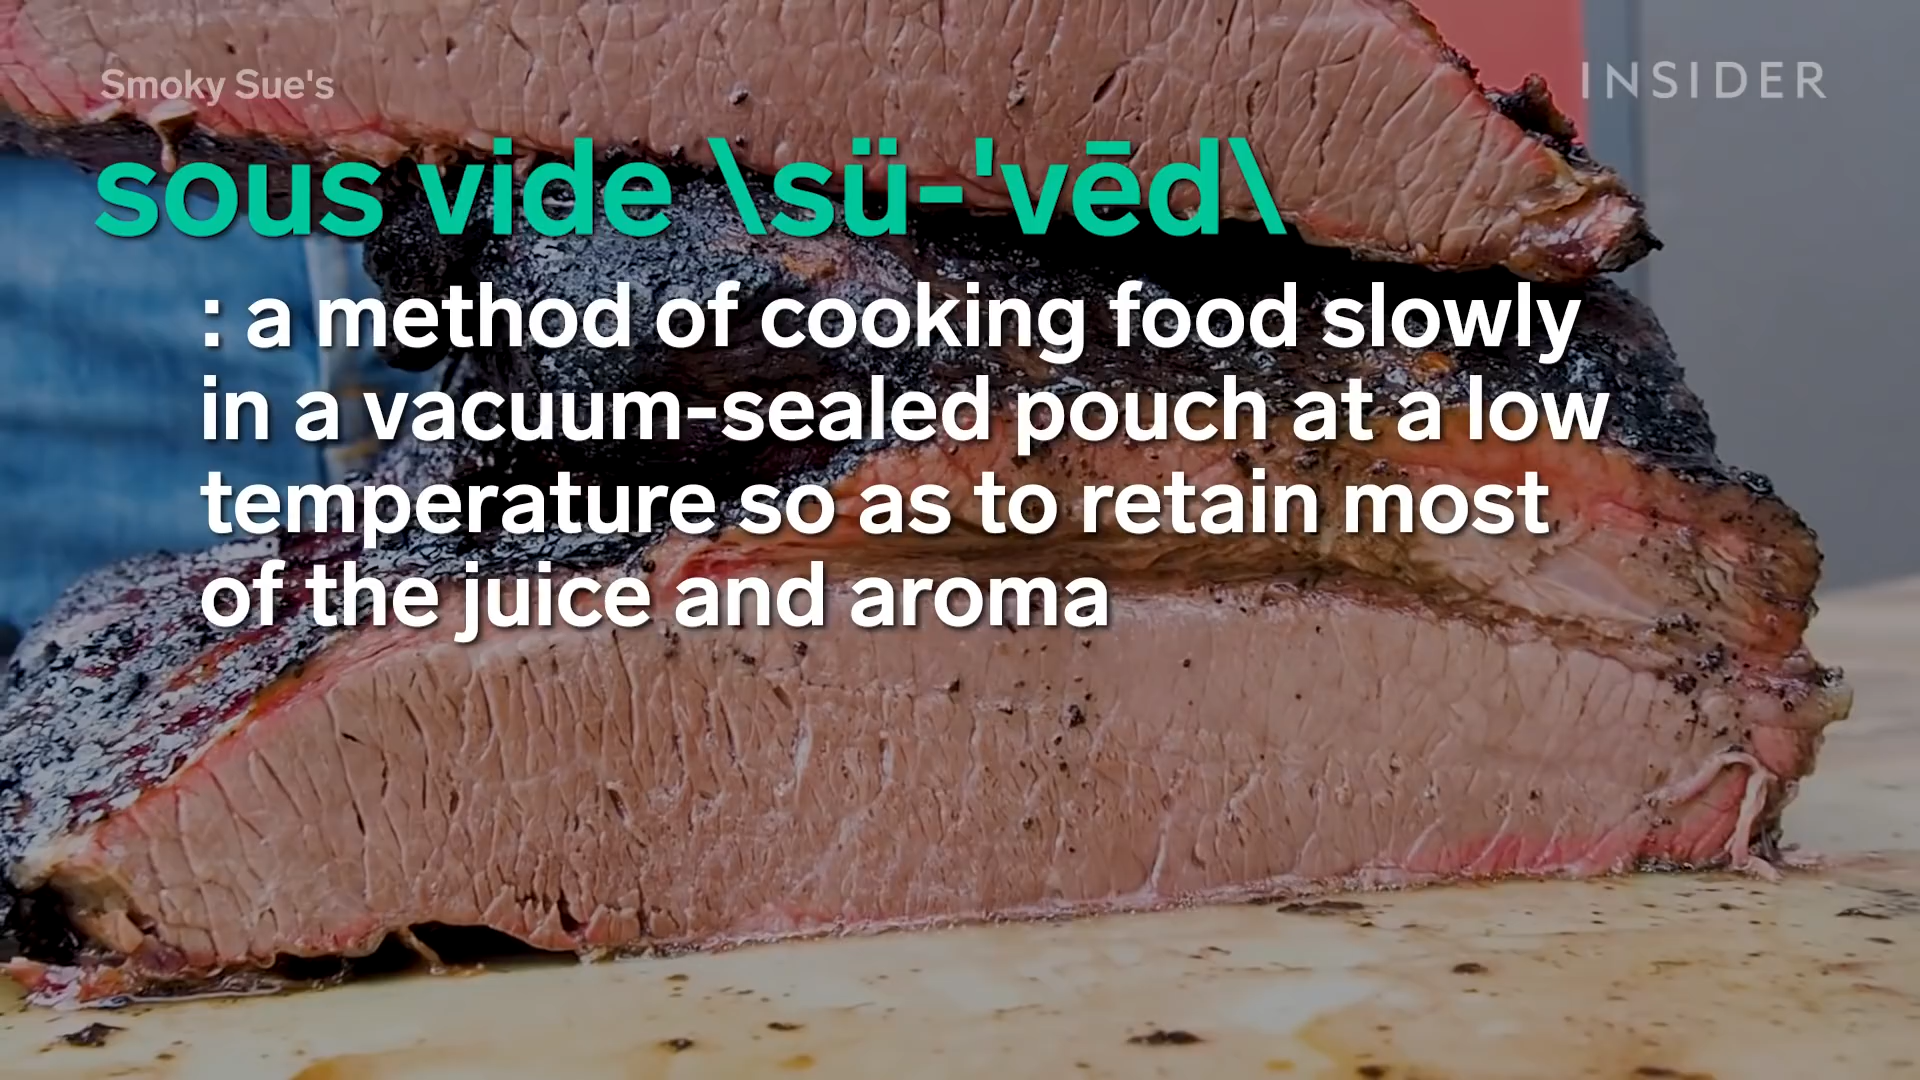 Smoky Sue's
INSIDER
sous vide \sü-'vēd\
: a method of cooking food slowly
in a vacuum-sealed pouch at a low
temperature so as to retain most
of the juice and aroma